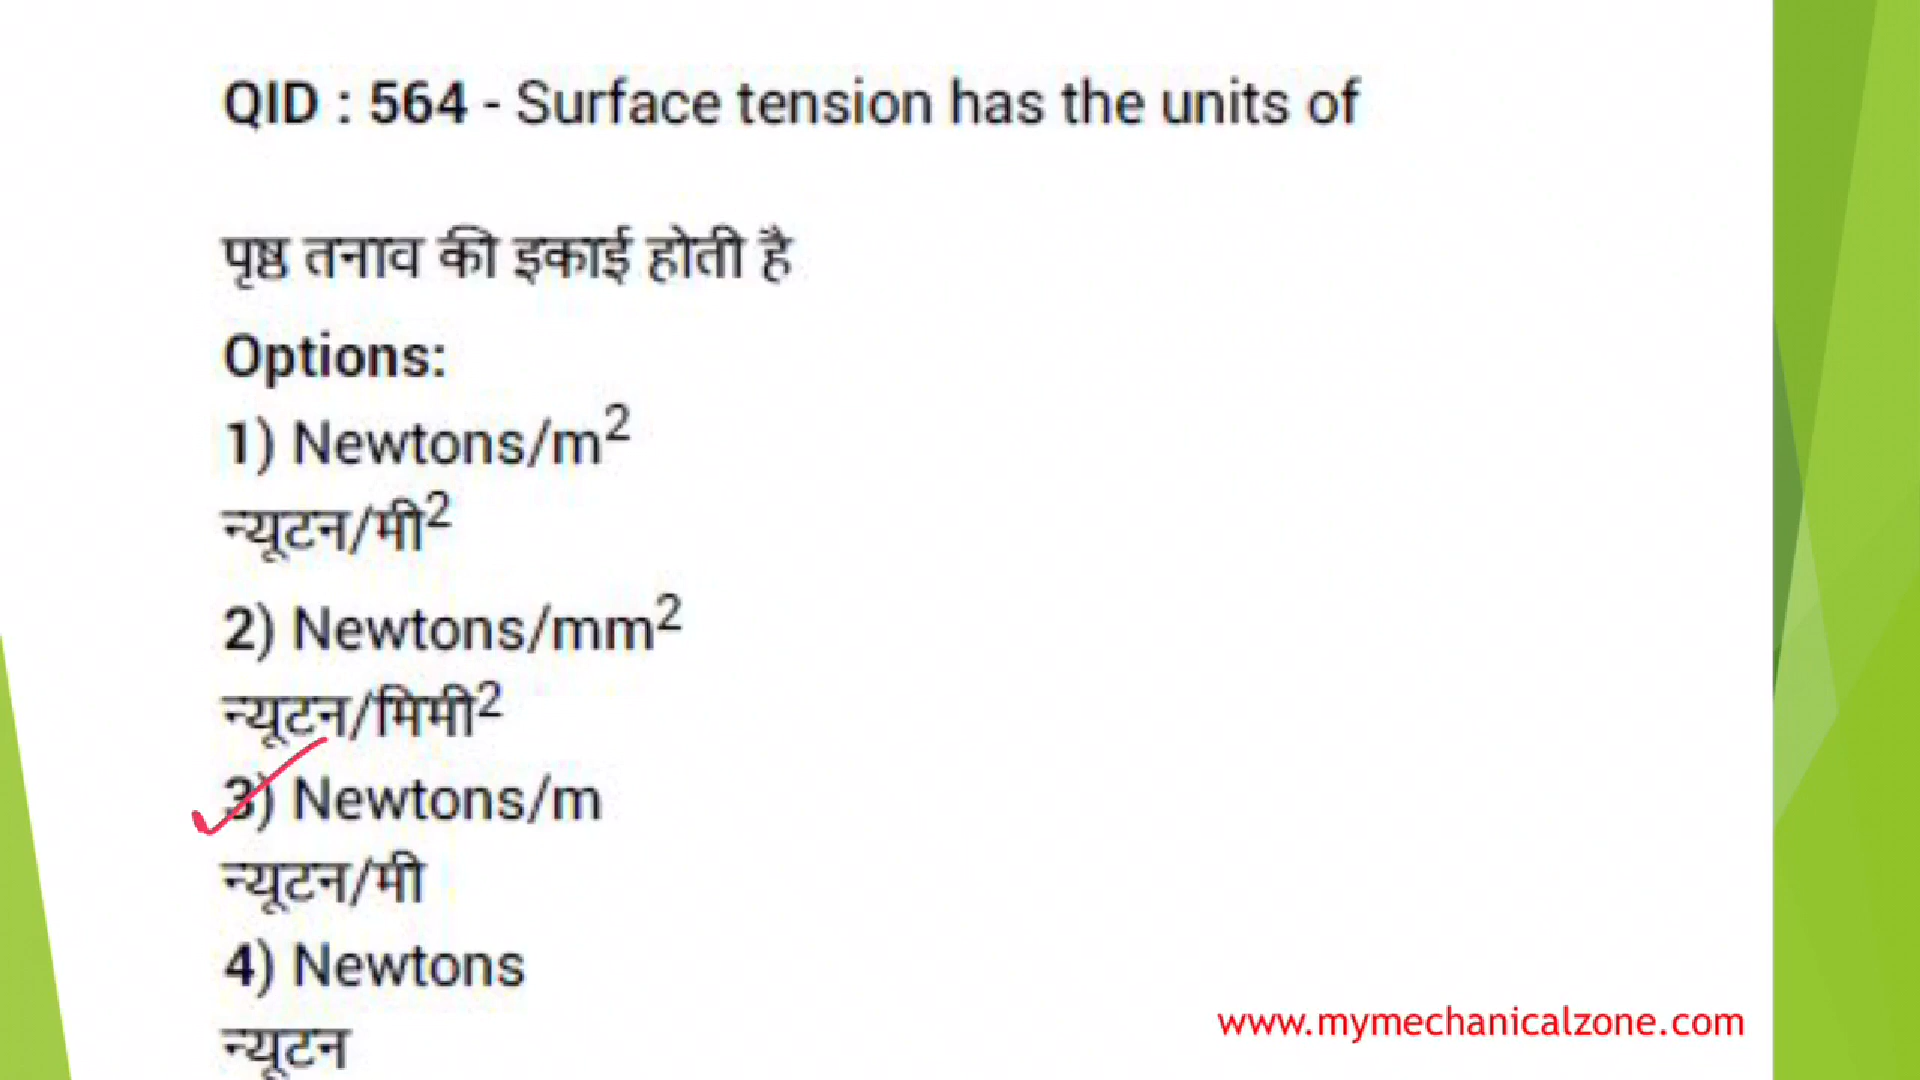 QID : 564 - Surface tension has the units of
पृष्ठ तनाव की इकाई होती है
Options:
1) Newtons/m²
न्यूटन/मी²
2) Newtons/mm²
न्यूटन/मिमी²
3) Newtons/m
न्यूटन/मी
4) Newtons
न्यूटन
www.mymechanicalzone.com